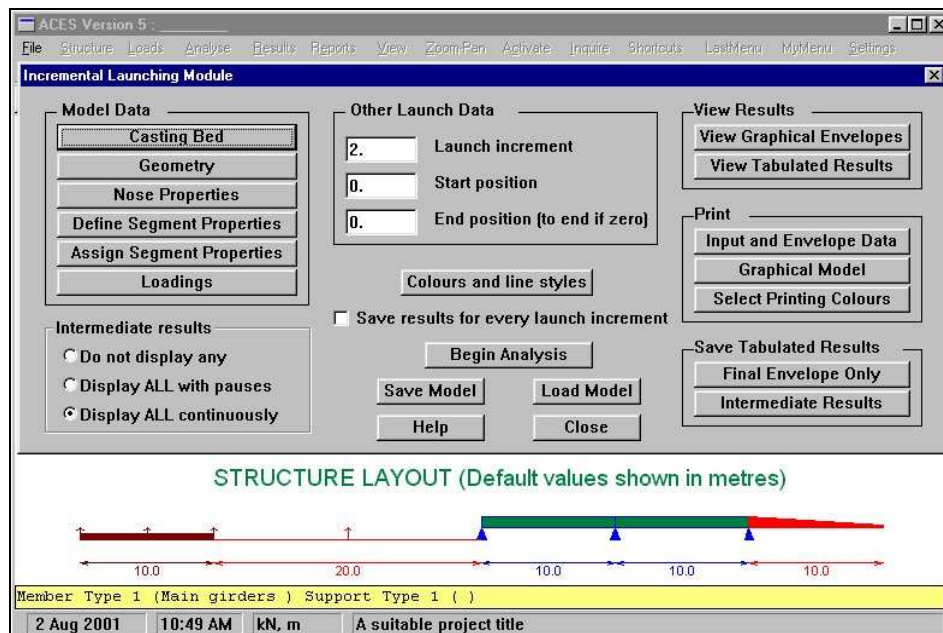 ACES Version 5 : _________
File Structure Loads Analyse Results Reports View Zoom-Pan Activate Inquire Shortcuts LastMenu MyMenu Settings
Incremental Launching Module
Model Data
Casting Bed
Geometry
Nose Properties
Define Segment Properties
Assign Segment Properties
Loadings
Intermediate results
Do not display any
Display ALL with pauses
Display ALL continuously
Other Launch Data
2. Launch increment
0. Start position
0. End position (to end if zero)
Colours and line styles
Save results for every launch increment
Begin Analysis
Save Model Load Model
Help Close
View Results
View Graphical Envelopes
View Tabulated Results
Print
Input and Envelope Data
Graphical Model
Select Printing Colours
Save Tabulated Results
Final Envelope Only
Intermediate Results
STRUCTURE LAYOUT (Default values shown in metres)
10.0 20.0 10.0 10.0 10.0
Member Type 1 (Main girders ) Support Type 1 ( )
2 Aug 2001 10:49 AM kN, m A suitable project title